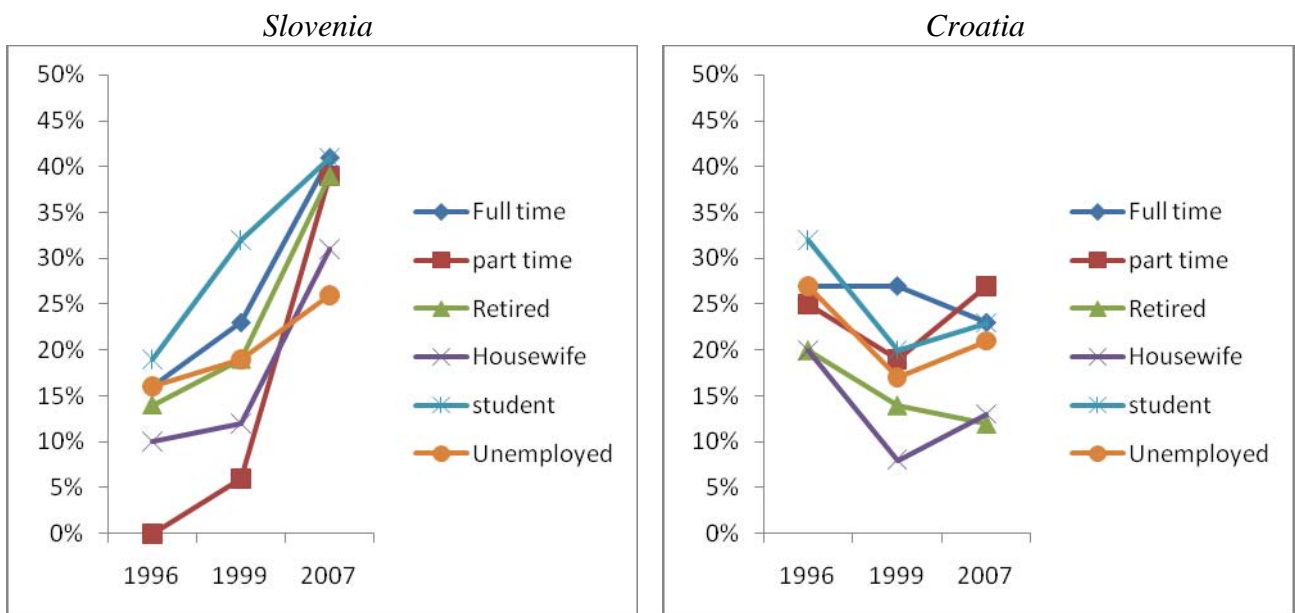 Slovenia
50%
45%
40%
35%
30%
25%
20%
15%
10%
5%
0%
1996 1999 2007
Full time
part time
Retired
Housewife
student
Unemployed
Croatia
50%
45%
40%
35%
30%
25%
20%
15%
10%
5%
0%
1996 1999 2007
Full time
part time
Retired
Housewife
student
Unemployed